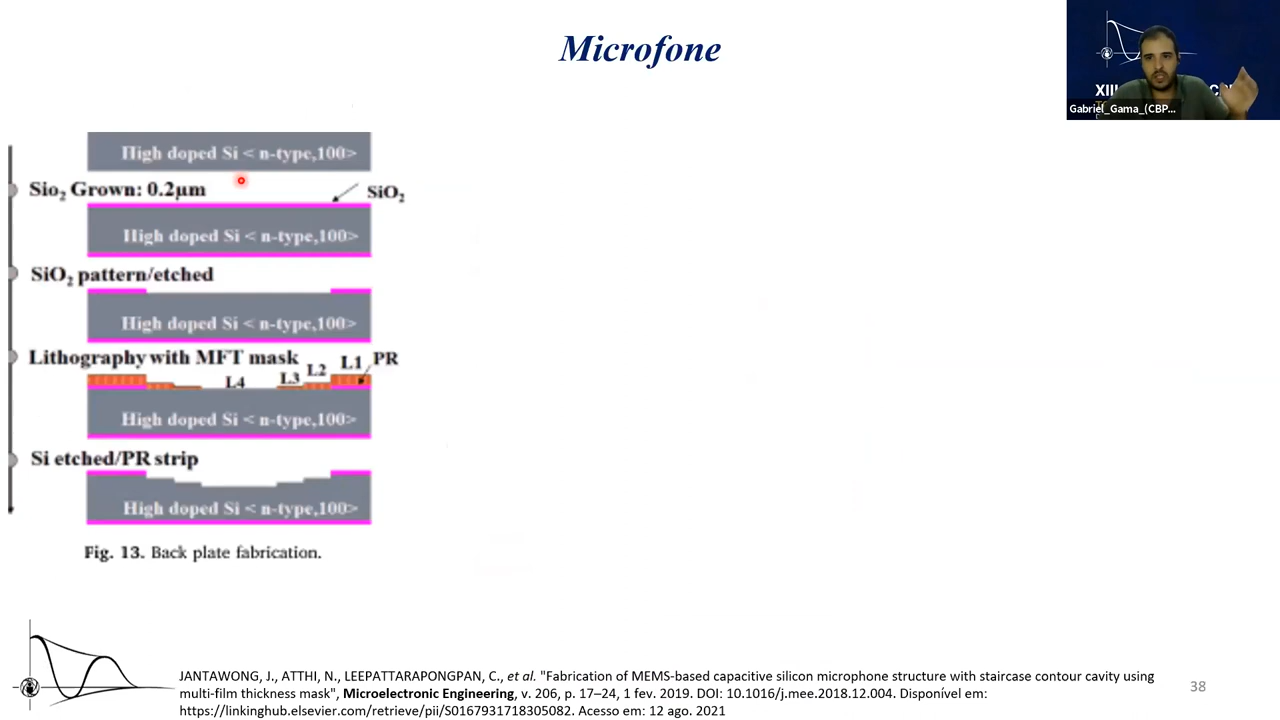 Microfone
XIII
Gabriel_Gama_(CBP...
High doped Si < n-type,100>
Sio₂ Grown: 0.2μm
SiO₂
High doped Si < n-type,100>
SiO₂ pattern/etched
High doped Si < n-type,100>
Lithography with MFT mask
L4 L3 L2 L1 PR
High doped Si < n-type,100>
Si etched/PR strip
High doped Si < n-type,100>
Fig. 13. Back plate fabrication.
JANTAWONG, J., ATTHI, N., LEEPATTARAPONGPAN, C., et al. "Fabrication of MEMS-based capacitive silicon microphone structure with staircase contour cavity using
multi-film thickness mask", Microelectronic Engineering, v. 206, p. 17–24, 1 fev. 2019. DOI: 10.1016/j.mee.2018.12.004. Disponível em:
https://linkinghub.elsevier.com/retrieve/pii/S0167931718305082. Acesso em: 12 ago. 2021
38